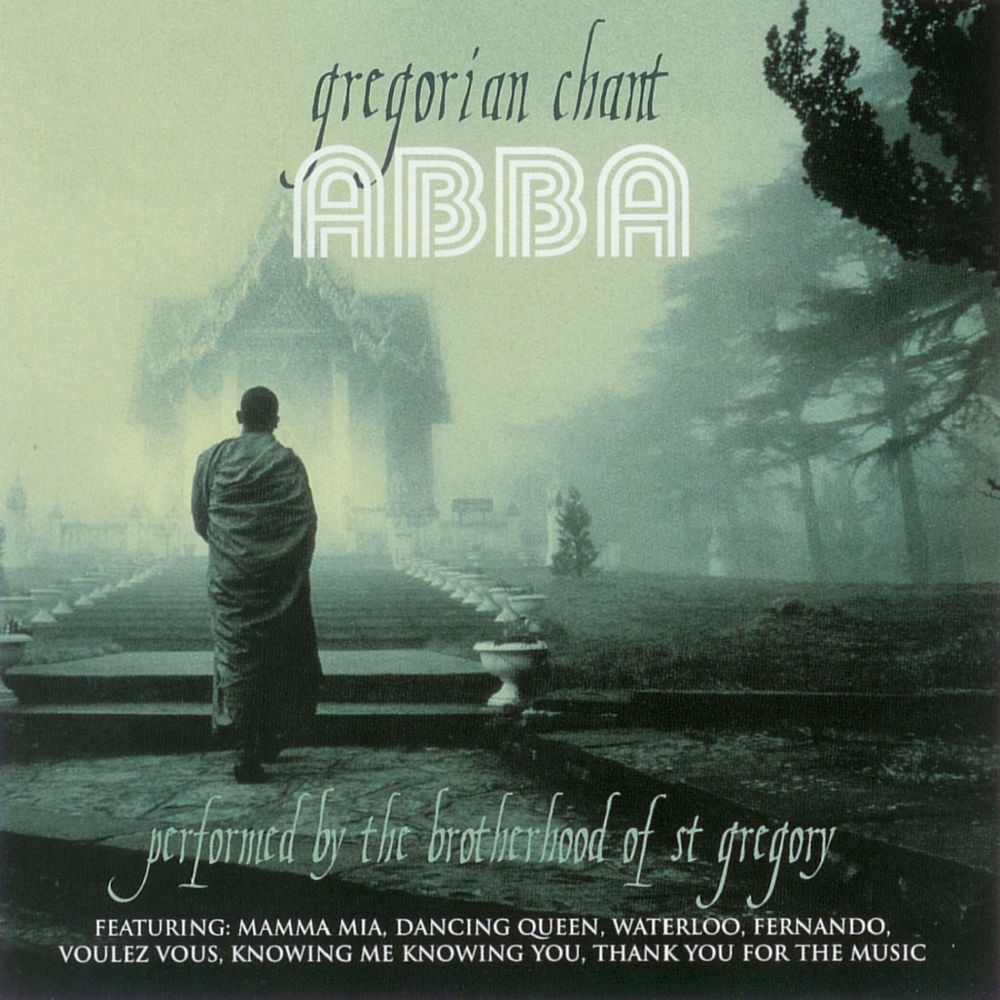 gregorian chant
ABBA
performed by the brotherhood of st gregory
FEATURING: MAMMA MIA, DANCING QUEEN, WATERLOO, FERNANDO,
VOULEZ VOUS, KNOWING ME KNOWING YOU, THANK YOU FOR THE MUSIC